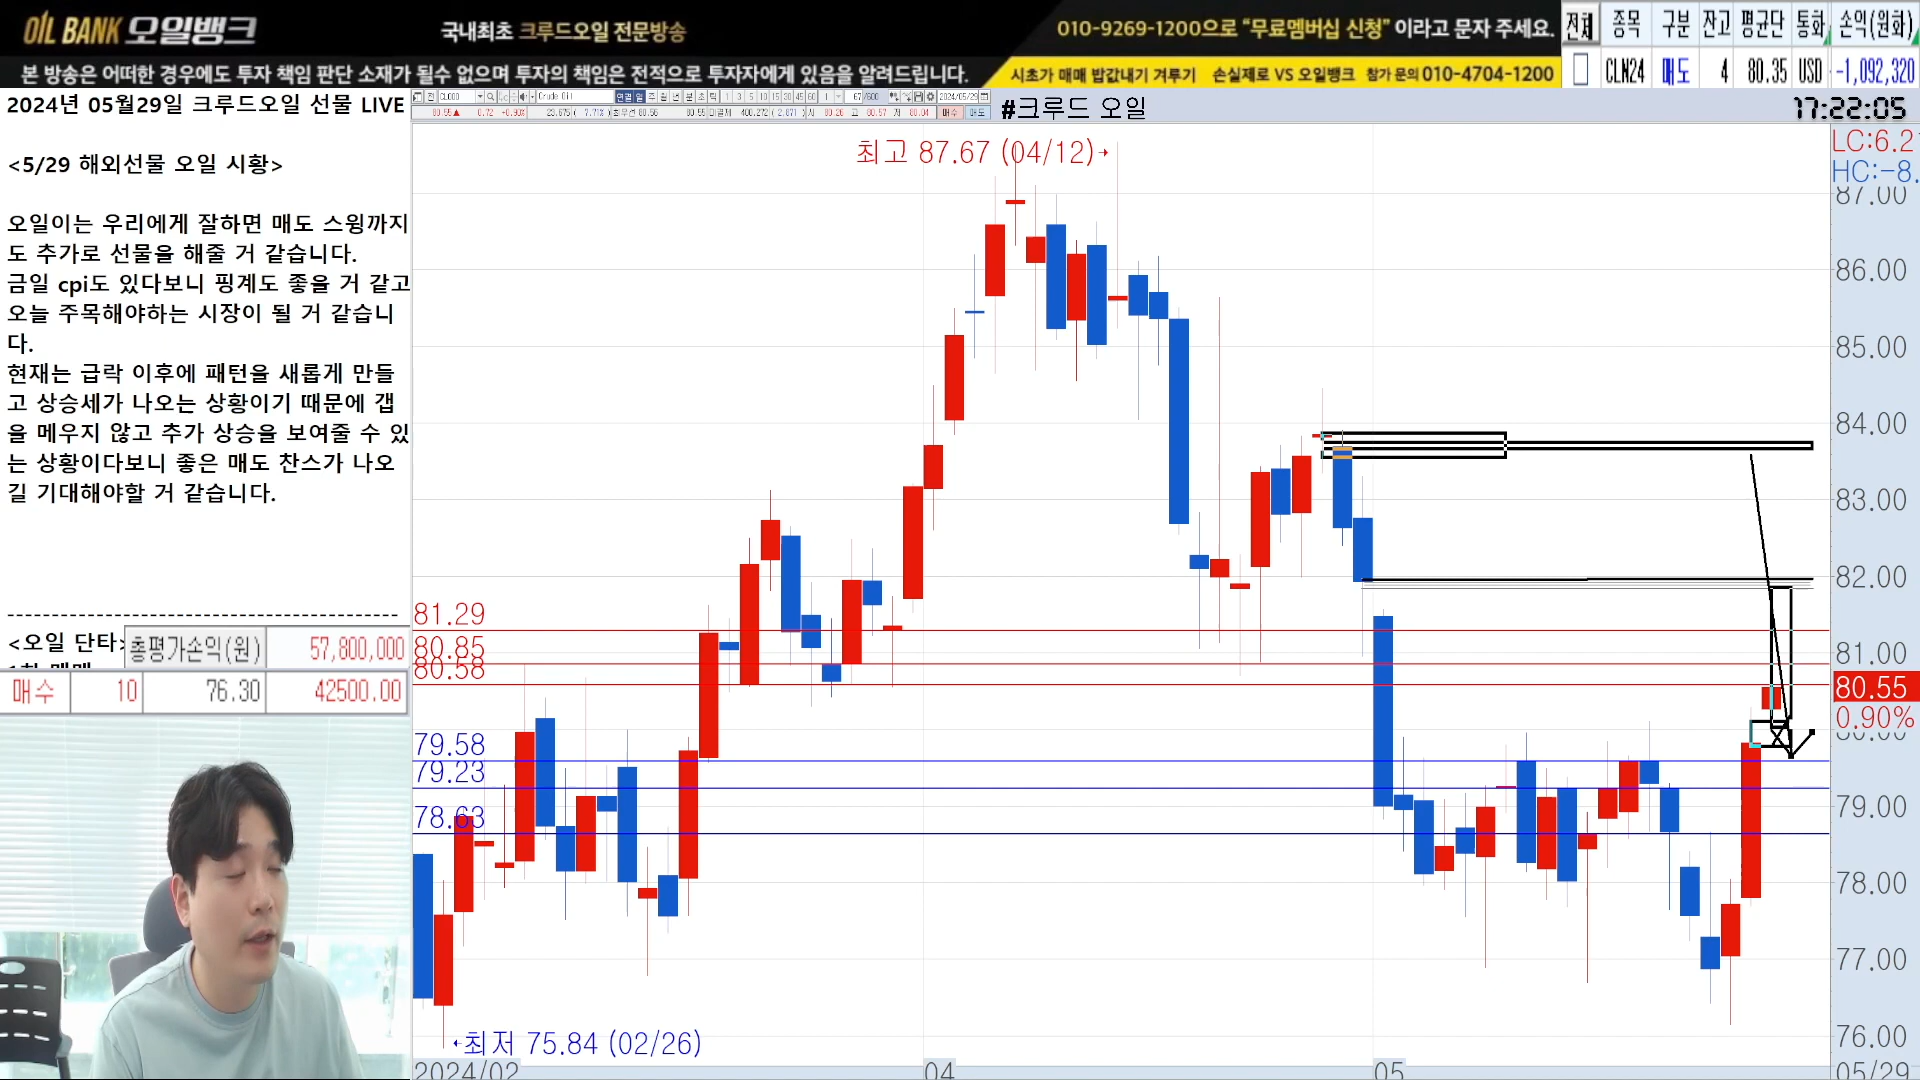 OIL BANK 오일뱅크
국내최초 크루드오일 전문방송
010-9269-1200으로 "무료멤버십 신청" 이라고 문자 주세요.
본 방송은 어떠한 경우에도 투자 책임 판단 소재가 될수 없으며 투자의 책임은 전적으로 투자자에게 있음을 알려드립니다.
시초가 매매 밥값내기 겨루기 손실제로 VS 오일뱅크 참가 문의 010-4704-1200
전체 종목 구분 잔고 평균단 통화 손익(원화)
CLN24 매도 4 80.35 USD -1,092,320
2024년 05월29일 크루드오일 선물 LIVE
#크루드 오일
17:22:05
<5/29 해외선물 오일 시황>
오일이는 우리에게 잘하면 매도 스윙까지
도 추가로 선물을 해줄 거 같습니다.
금일 cpi도 있다보니 핑계도 좋을 거 같고
오늘 주목해야하는 시장이 될 거 같습니
다.
현재는 급락 이후에 패턴을 새롭게 만들
고 상승세가 나오는 상황이기 때문에 갭
을 메우지 않고 추가 상승을 보여줄 수 있
는 상황이다보니 좋은 매도 찬스가 나오
길 기대해야할 거 같습니다.
<오일 단타>
총평가손익(원) 57,800,000
매수 10 76.30 42500.00
최고 87.67 (04/12)
LC:6.2
HC:-8.
87.00
86.00
85.00
84.00
83.00
82.00
81.29
80.85
81.00
80.58
80.55
0.90%
79.58
79.23
79.00
78.63
78.00
77.00
76.00
최저 75.84 (02/26)
2024/02
04
05
05/29